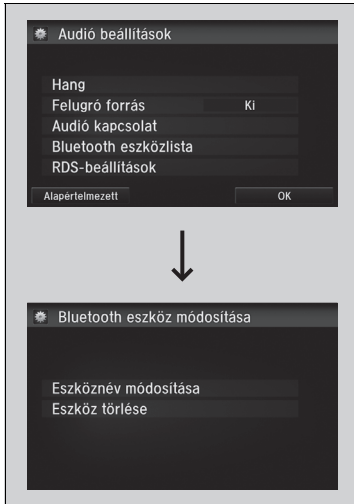 Audió beállítások
Hang
Felugró forrás Ki
Audió kapcsolat
Bluetooth eszközlista
RDS-beállítások
Alapértelmezett OK
Bluetooth eszköz módosítása
Eszköznév módosítása
Eszköz törlése